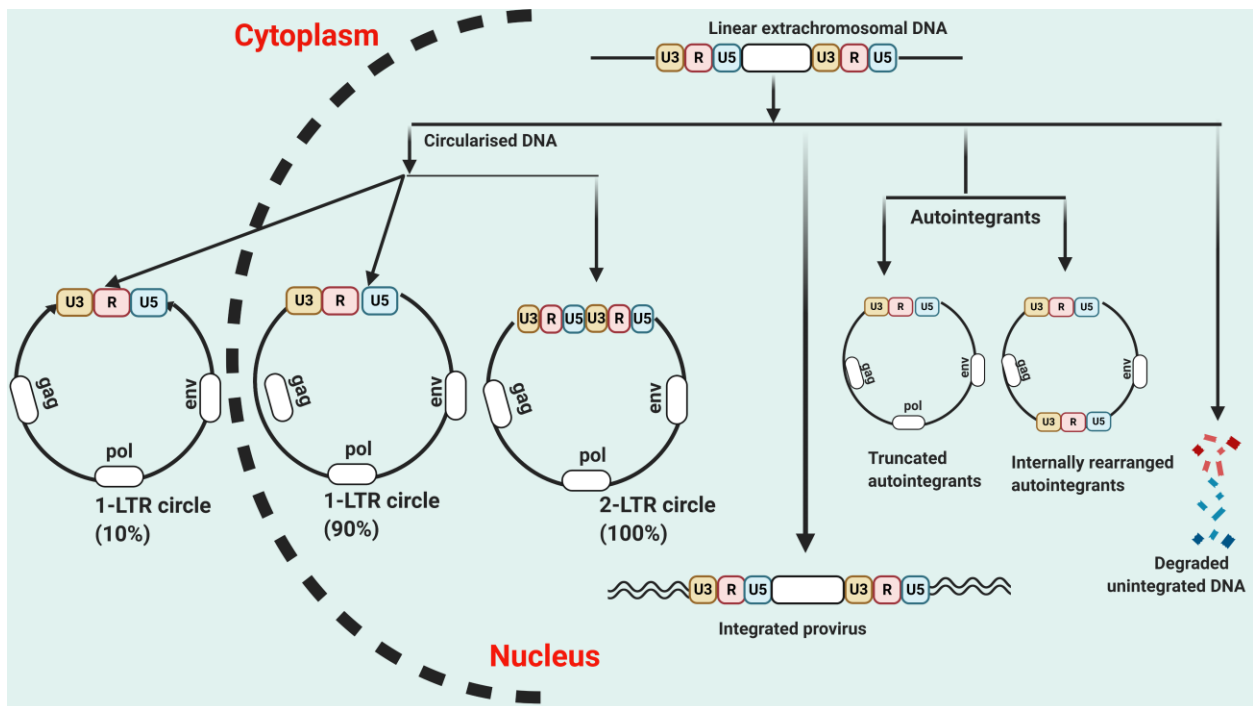 Cytoplasm
Linear extrachromosomal DNA
U3 R U5 U3 R U5
Circularised DNA
Autointegrants
U3 R U5
U3 R U5
U3 R U5 U3 R U5
U3 R U5
U3 R U5
gag
env
pol
gag
env
pol
gag
env
pol
gag
env
pol
gag
env
U3 R U5
1-LTR circle
(10%)
1-LTR circle
(90%)
2-LTR circle
(100%)
Truncated
autointegrants
Internally rearranged
autointegrants
Degraded
unintegrated DNA
U3 R U5 U3 R U5
Integrated provirus
Nucleus